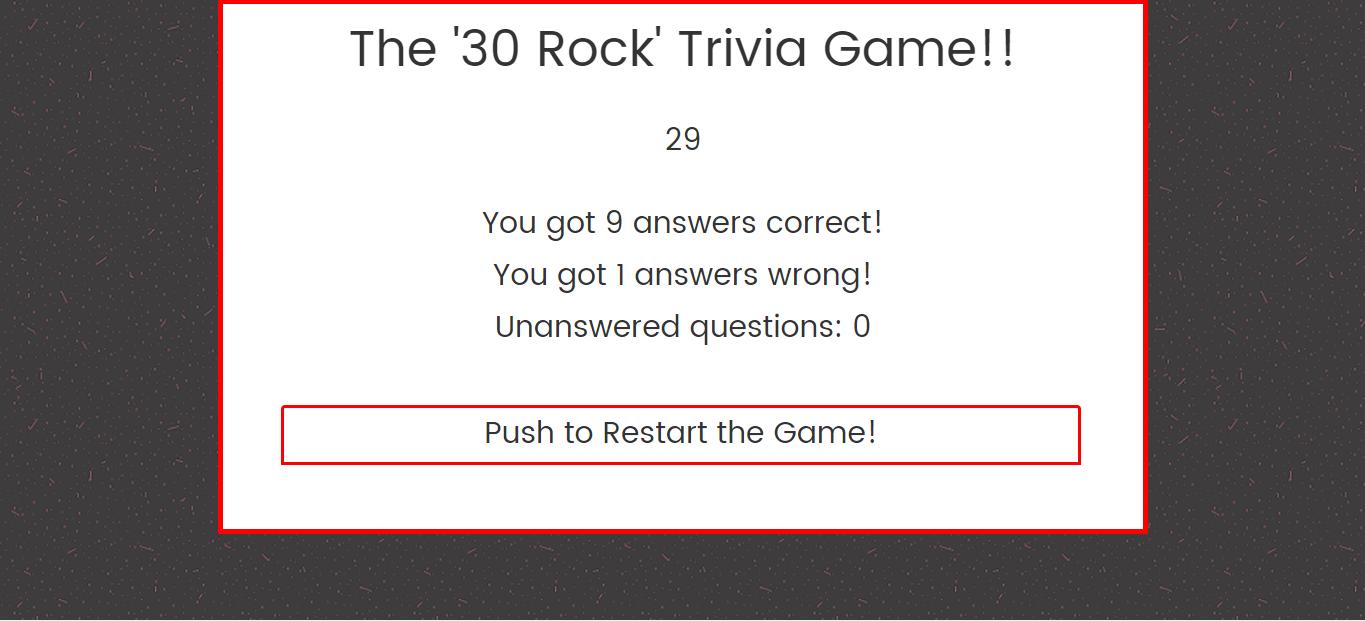 The '30 Rock' Trivia Game!!
29
You got 9 answers correct!
You got 1 answers wrong!
Unanswered questions: 0
Push to Restart the Game!